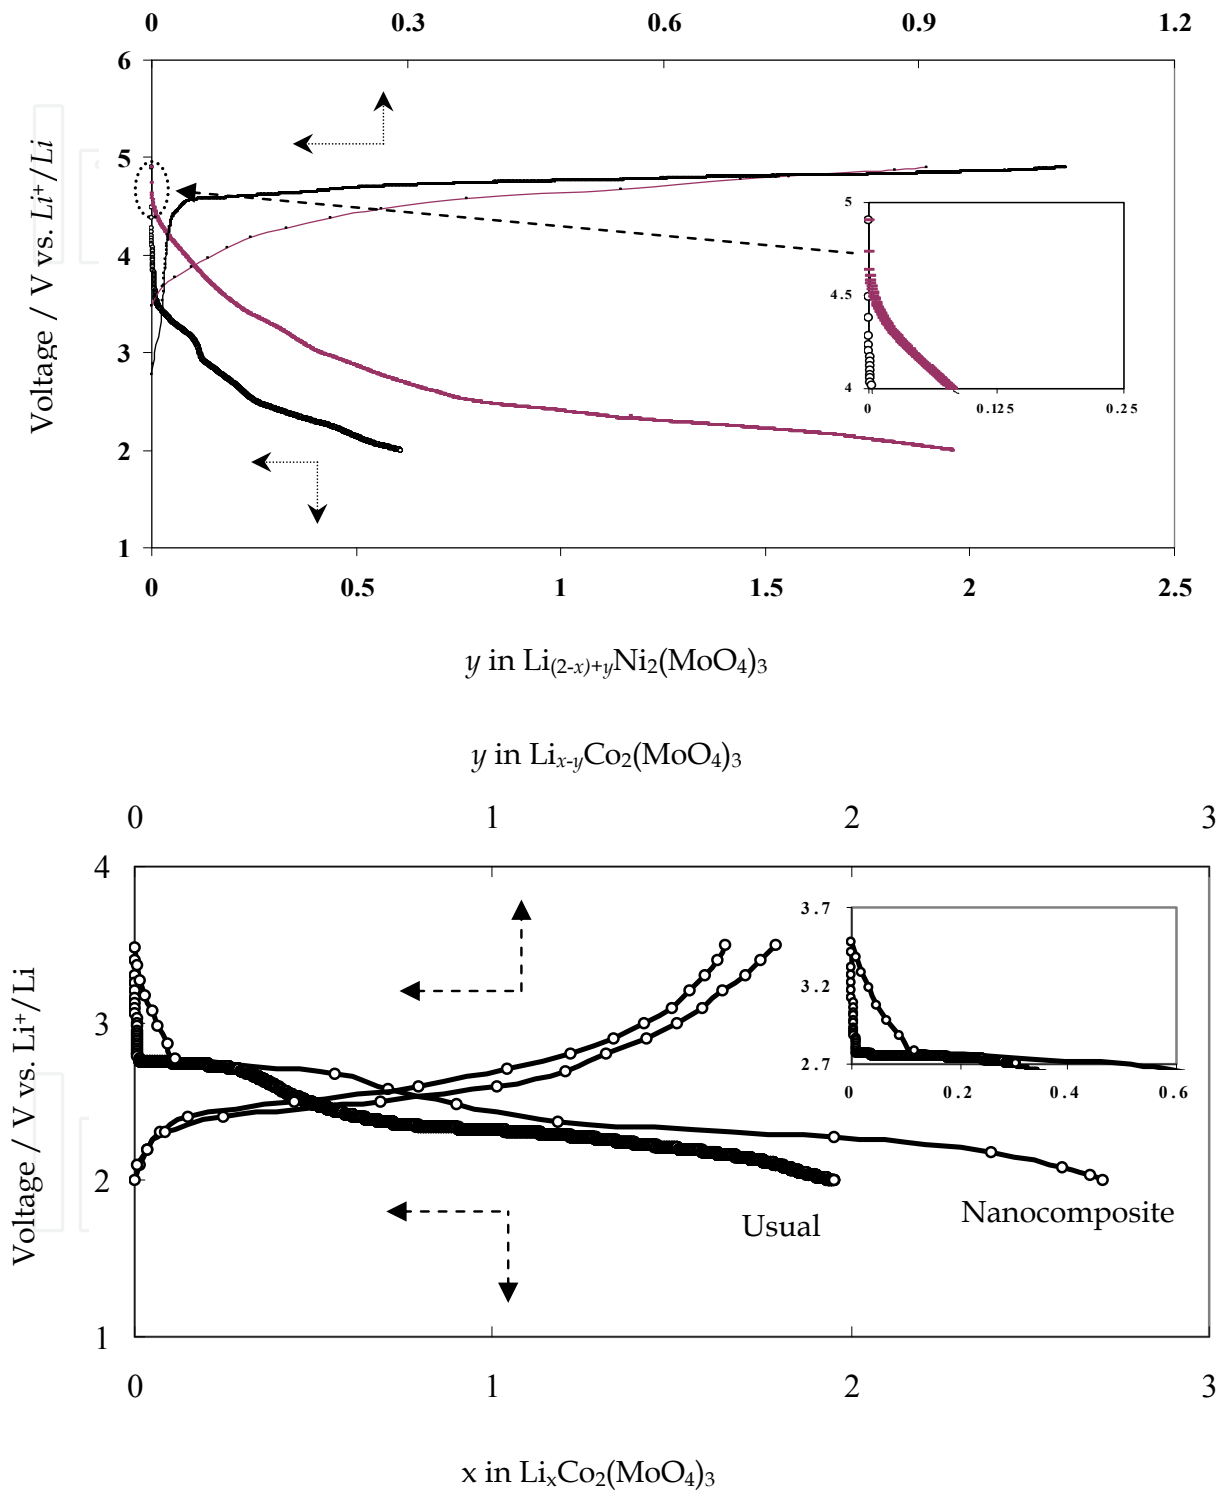 0 0.3 0.6 0.9 1.2
6
5
4
3
2
1
Voltage / V vs. Li⁺/Li
5
4.5
4
0 0.125 0.25
0 0.5 1 1.5 2 2.5
y in Li(2-x)+yNi2(MoO4)3
y in Lix-yCo2(MoO4)3
0 1 2 3
4
3
2
1
Voltage / V vs. Li⁺/Li
3.7
3.2
2.7
0 0.2 0.4 0.6
Usual
Nanocomposite
0 1 2 3
x in LixCo2(MoO4)3